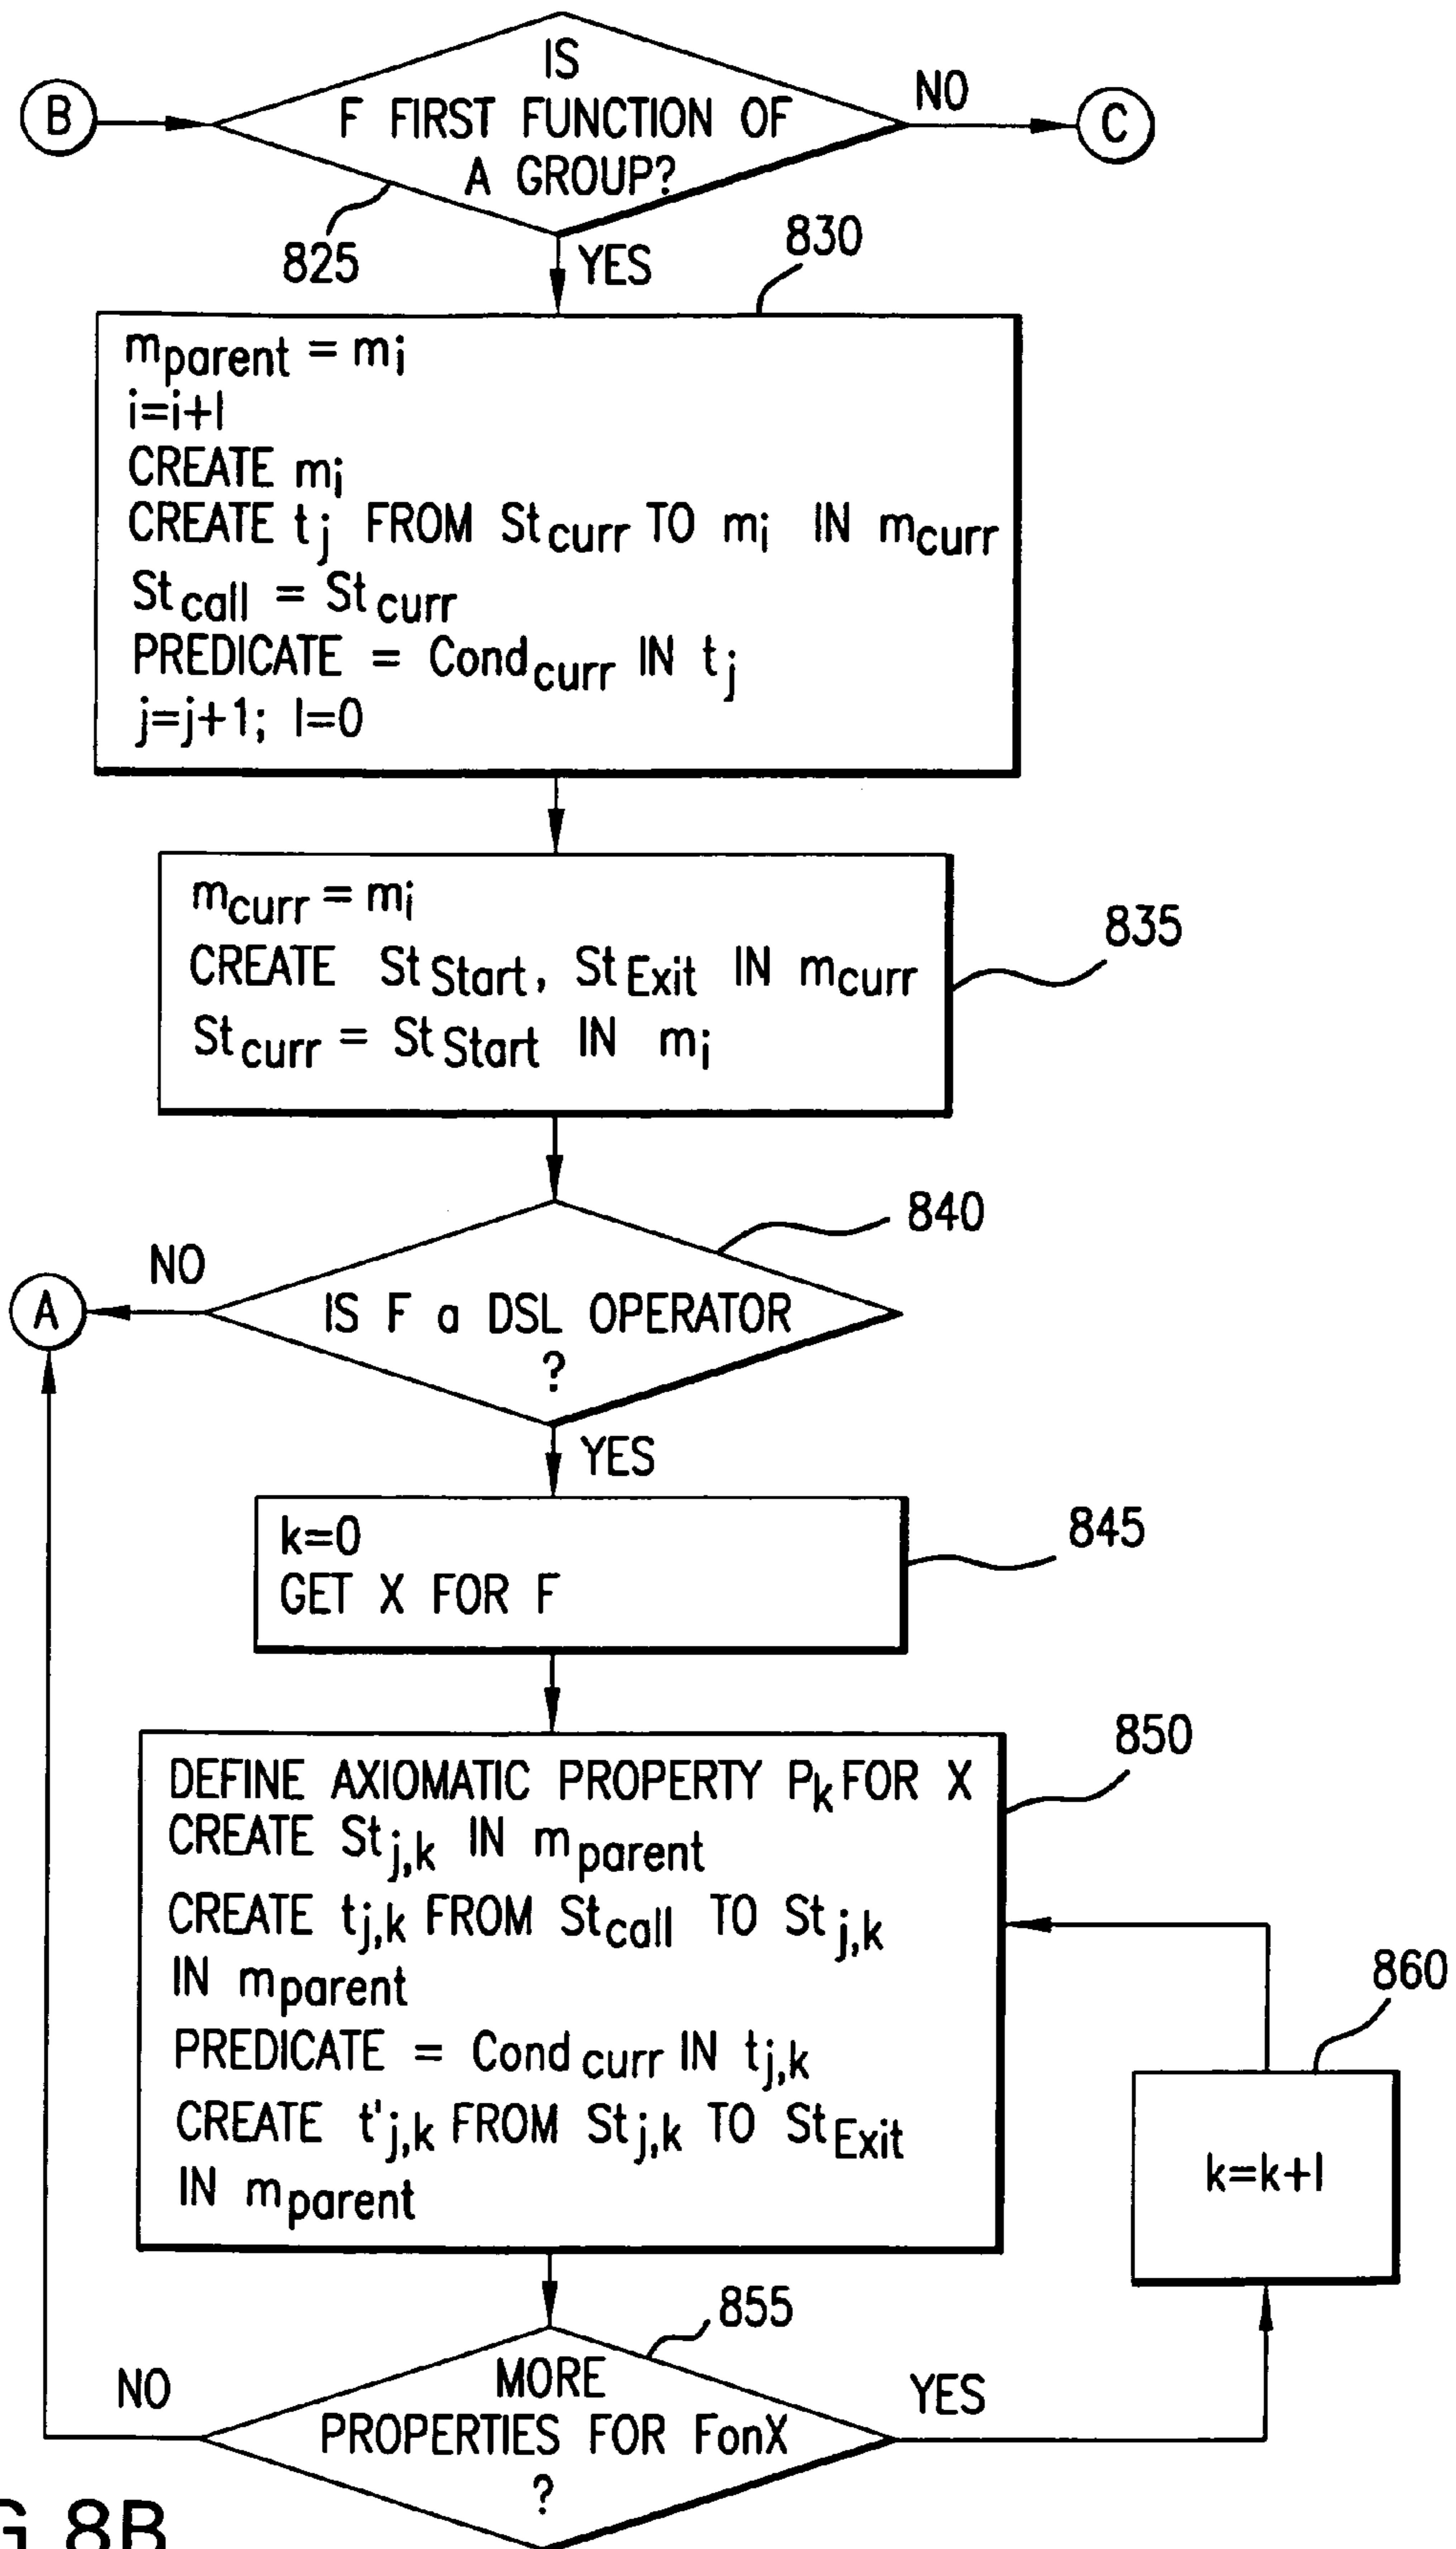 IS
B
F FIRST FUNCTION OF
NO
C
A GROUP?
825
YES
830
mparent = mi
i=i+l
CREATE mi
CREATE tj FROM Stcurr TO mi IN mcurr
Stcall = Stcurr
PREDICATE = Condcurr IN tj
j=j+1; l=0
mcurr = mi
CREATE StStart, StExit IN mcurr
Stcurr = StStart IN mi
835
840
NO
A
IS F a DSL OPERATOR
?
YES
k=0
GET X FOR F
845
850
DEFINE AXIOMATIC PROPERTY Pk FOR X
CREATE Stj,k IN mparent
CREATE tj,k FROM Stcall TO Stj,k
IN mparent
PREDICATE = Condcurr IN tj,k
CREATE t'j,k FROM Stj,k TO StExit
IN mparent
860
k=k+l
855
NO
MORE
PROPERTIES FOR FonX
?
YES
G 8B